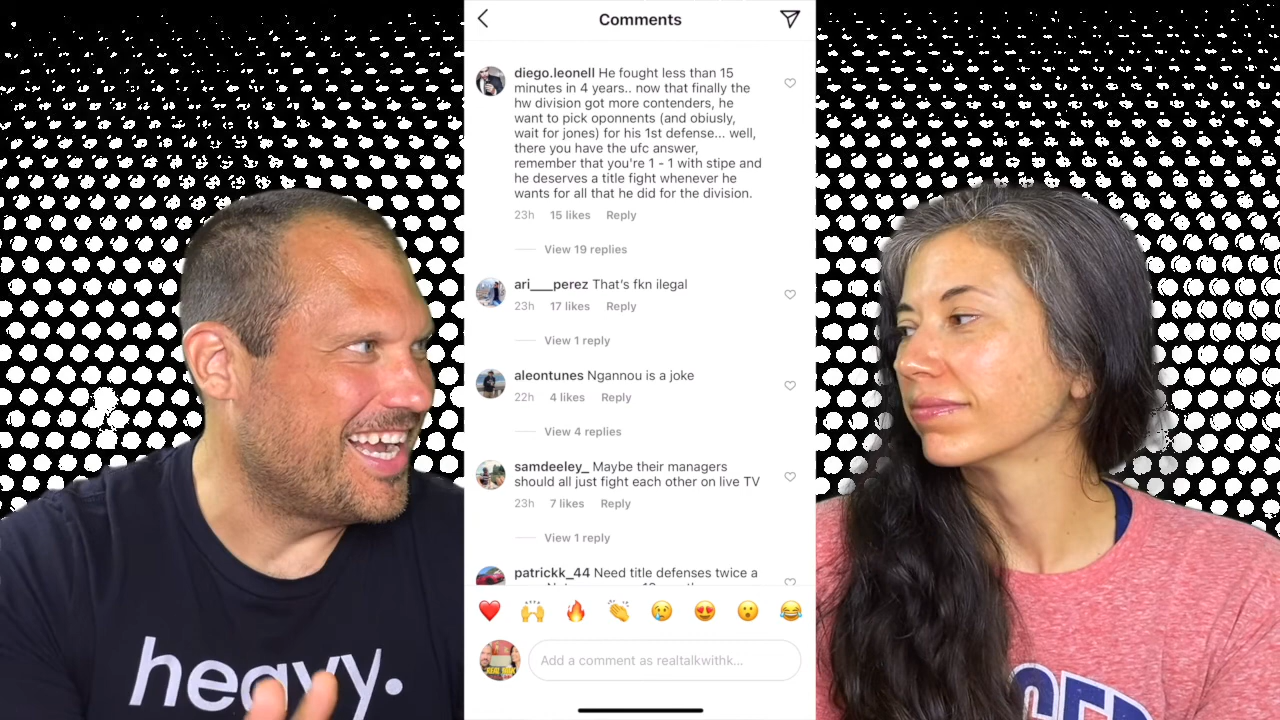 Comments
diego.leonell He fought less than 15
minutes in 4 years.. now that finally the
hw division got more contenders, he
want to pick oponnents (and obiusly,
wait for jones) for his 1st defense... well,
there you have the ufc answer,
remember that you're 1 - 1 with stipe and
he deserves a title fight whenever he
wants for all that he did for the division.
23h 15 likes Reply
View 19 replies
ari___perez That's fkn ilegal
23h 17 likes Reply
View 1 reply
aleontunes Ngannou is a joke
22h 4 likes Reply
View 4 replies
samdeeley_ Maybe their managers
should all just fight each other on live TV
23h 7 likes Reply
View 1 reply
patrickk_44 Need title defenses twice a
Add a comment as realtalkwithk...
heavy.